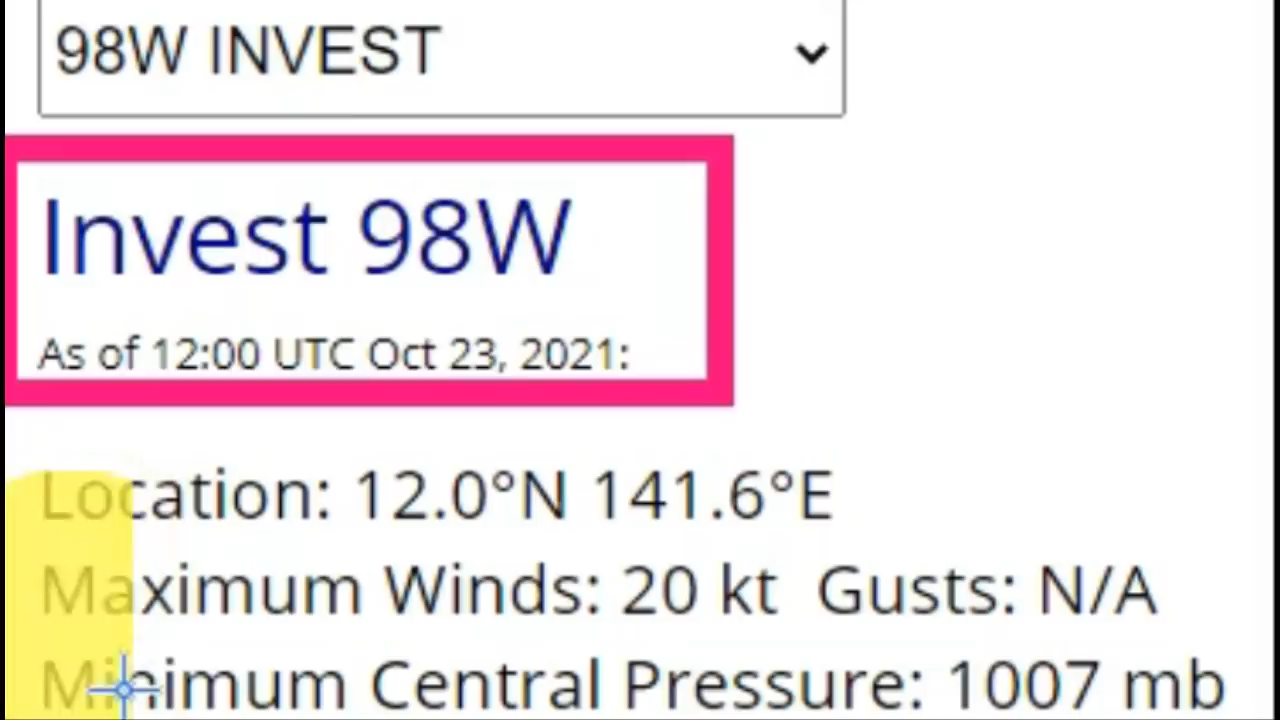 98W INVEST
Invest 98W
As of 12:00 UTC Oct 23, 2021:
Location: 12.0°N 141.6°E
Maximum Winds: 20 kt  Gusts: N/A
Minimum Central Pressure: 1007 mb